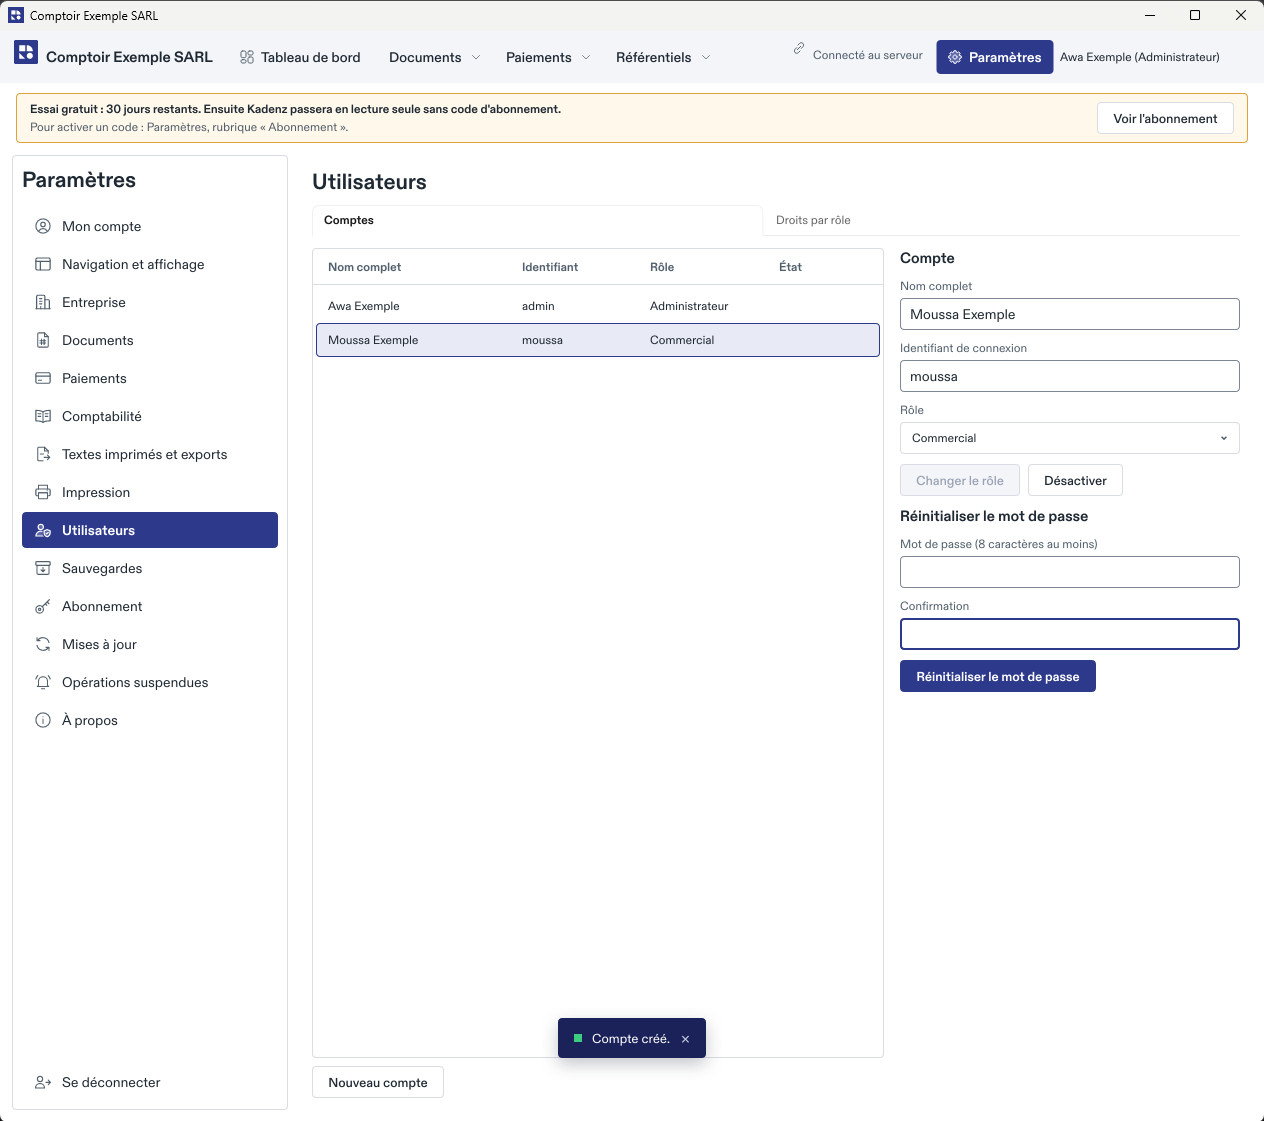 Comptoir Exemple SARL
Comptoir Exemple SARL
Tableau de bord
Documents
Paiements
Référentiels
Connecté au serveur
Paramètres
Awa Exemple (Administrateur)
Essai gratuit : 30 jours restants. Ensuite Kadenz passera en lecture seule sans code d'abonnement.
Pour activer un code : Paramètres, rubrique « Abonnement ».
Voir l'abonnement
Paramètres
Mon compte
Navigation et affichage
Entreprise
Documents
Paiements
Comptabilité
Textes imprimés et exports
Impression
Utilisateurs
Sauvegardes
Abonnement
Mises à jour
Opérations suspendues
À propos
Se déconnecter
Utilisateurs
Comptes
Droits par rôle
Nom complet Identifiant Rôle État
Awa Exemple admin Administrateur
Moussa Exemple moussa Commercial
Compte créé.
Nouveau compte
Compte
Nom complet
Moussa Exemple
Identifiant de connexion
moussa
Rôle
Commercial
Changer le rôle
Désactiver
Réinitialiser le mot de passe
Mot de passe (8 caractères au moins)
Confirmation
Réinitialiser le mot de passe